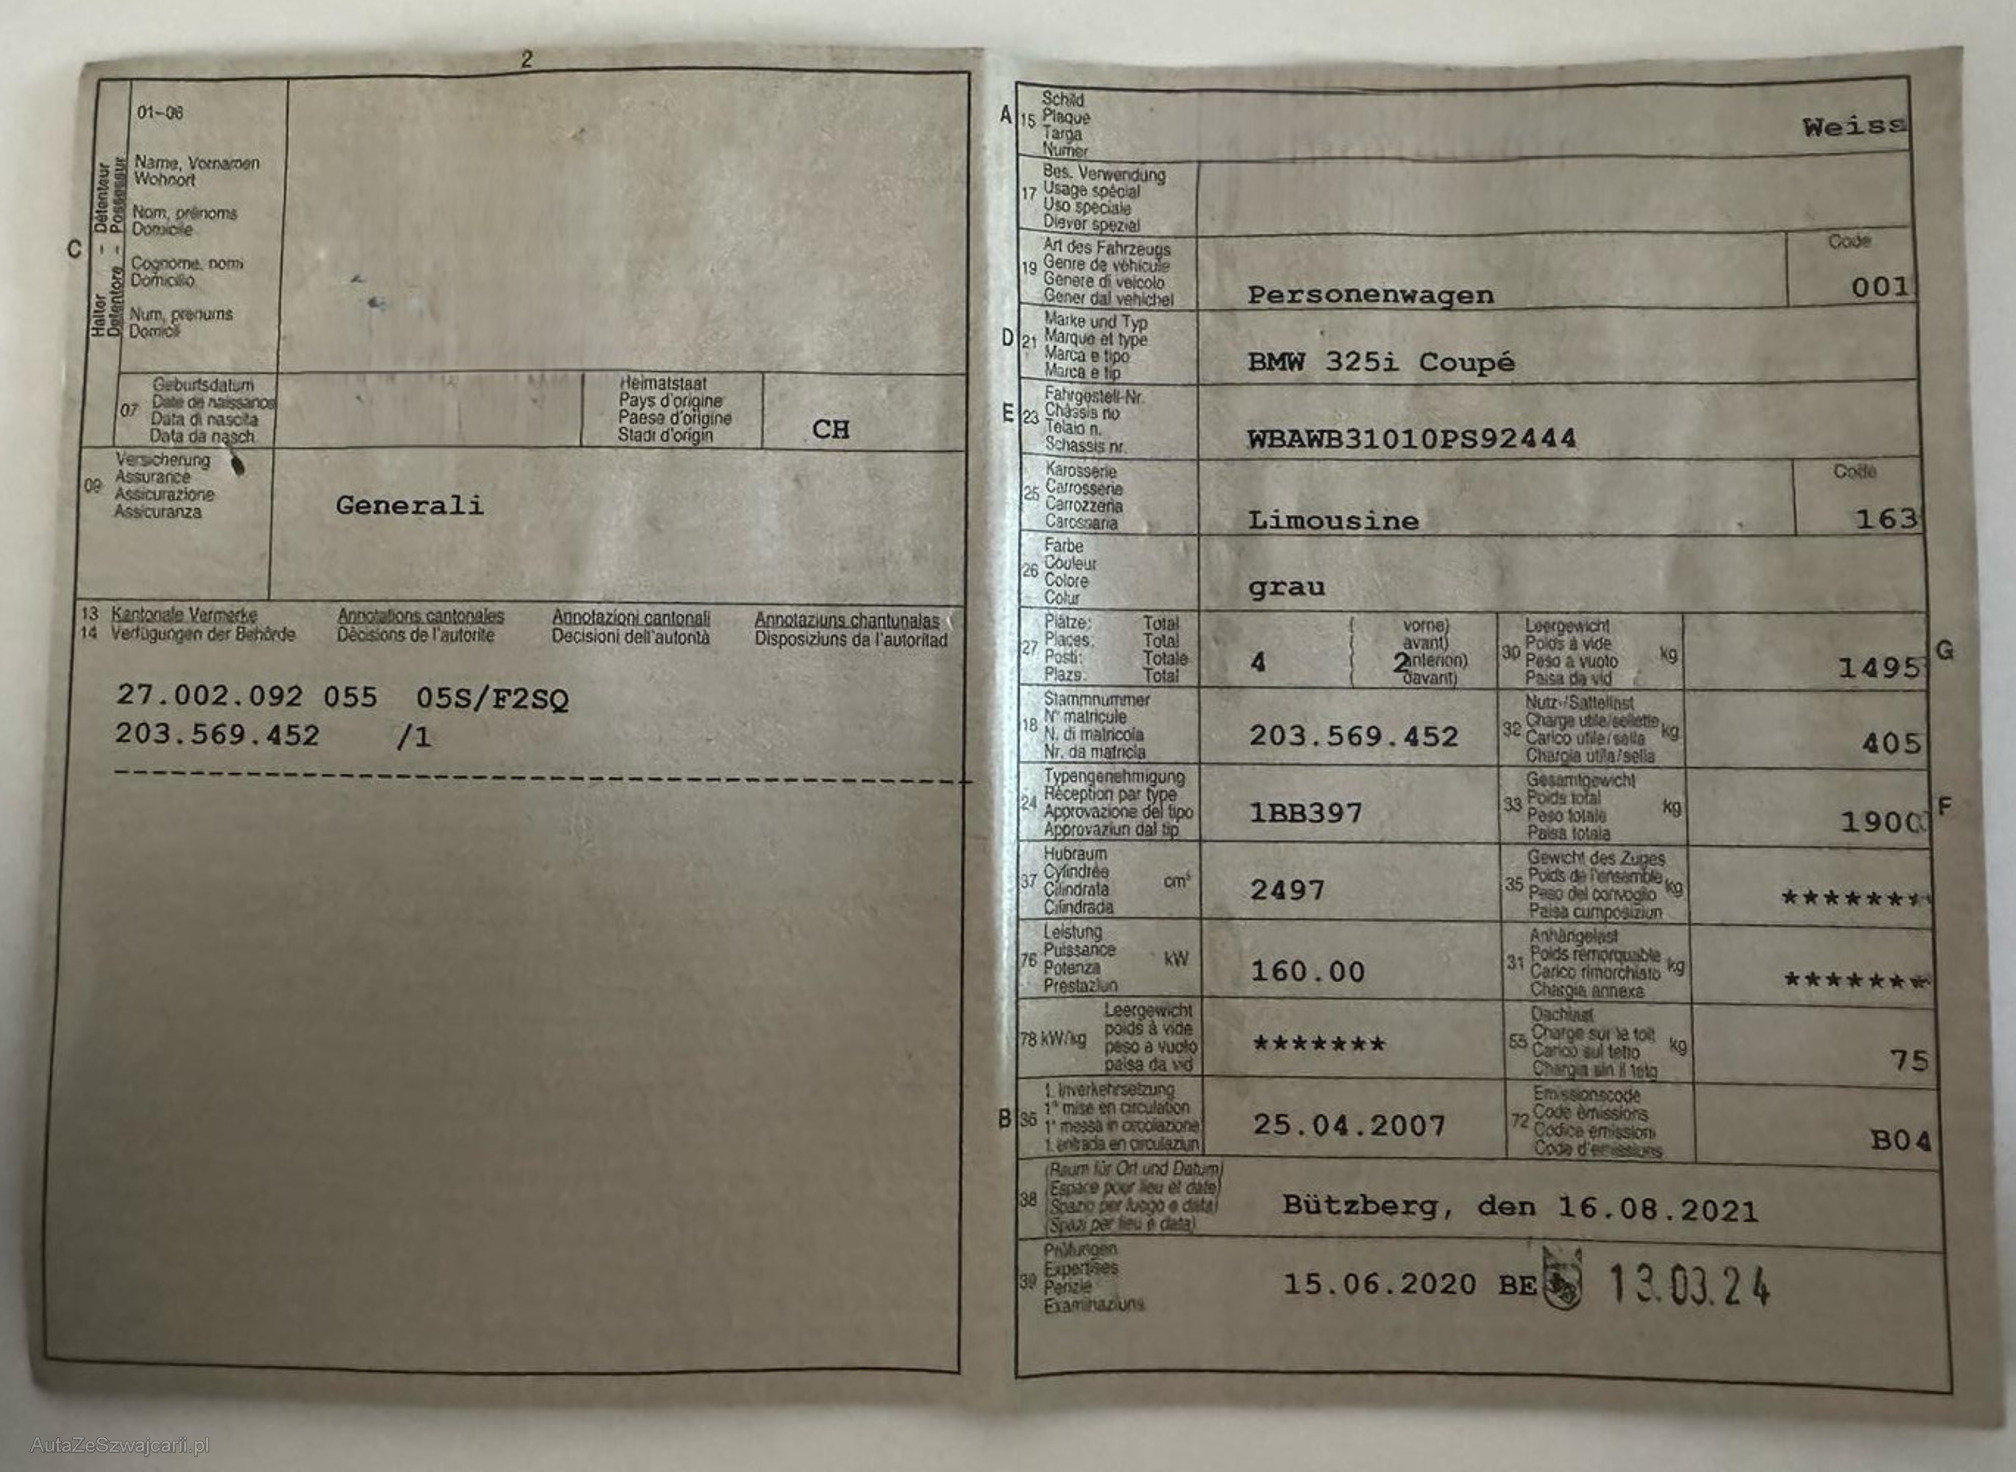 2
01-06
Halter - Détenteur
Detentore - Possessur
Name, Vornamen
Wohnort
Nom, prénoms
Domicile
Cognome, nomi
Domicilio
Num, prenums
Domicil
C
07
Geburtsdatum
Date de naissance
Data di nascita
Data da nasch
Heimatstaat
Pays d'origine
Paese d'origine
Stadi d'origin
CH
09
Versicherung
Assurance
Assicurazione
Assicuranza
Generali
13 Kantonale Vermerke Annotations cantonales Annotazioni cantonali Annotaziuns chantunalas
14 Verfügungen der Behörde Décisions de l'autorité Decisioni dell'autorità Disposiziuns da l'autoritad
27.002.092 055 05S/F2SQ
203.569.452 /1
A 15
Schild
Plaque
Targa
Numer
Weiss
17
Bes. Verwendung
Usage spécial
Uso speciale
Diever spezial
19
Art des Fahrzeugs
Genre de véhicule
Genere di veicolo
Gener dal vehichel
Personenwagen
Code
001
D 21
Marke und Typ
Marque et type
Marca e tipo
Marca e tip
BMW 325i Coupé
E 23
Fahrgestell-Nr.
Châssis no
Telaio n.
Schassis nr.
WBAWB31010PS92444
25
Karosserie
Carrosserie
Carrozzeria
Carossaria
Limousine
Code
163
26
Farbe
Couleur
Colore
Colur
grau
27
Plätze: Total ( vorne)
Places: Total ( avant)
Posti: Totale ( anteriori)
Plazs: Total ( davant)
4 2
30
Leergewicht
Poids à vide
Peso a vuoto
Paisa da vid
kg
1495
G
18
Stammnummer
N° matricule
N. di matricola
Nr. da matricla
203.569.452
32
Nutz-/Sattellast
Charge utile/sellette
Carico utile/sella
Chargia utila/sella
kg
405
24
Typengenehmigung
Réception par type
Approvazione del tipo
Approvaziun dal tip
1BB397
33
Gesamtgewicht
Poids total
Peso totale
Paisa totala
kg
1900
F
37
Hubraum
Cylindrée
Cilindrata
Cilindrada
cm³
2497
35
Gewicht des Zuges
Poids de l'ensemble
Peso del convoglio
Paisa cumposiziun
kg
*******
76
Leistung
Puissance
Potenza
Prestaziun
kW
160.00
31
Anhängelast
Poids remorquable
Carico rimorchiato
Chargia annexa
kg
*******
78 kW/kg
Leergewicht
poids à vide
peso a vuoto
paisa da vid
*******
55
Dachlast
Charge sur le toit
Carico sul tetto
Chargia sin il tetg
kg
75
B 36
1. Inverkehrsetzung
1ª mise en circulation
1ª messa in circolazione
1. entrada en circulaziun
25.04.2007
72
Emissionscode
Code émissions
Codice emissioni
Code d'emissiuns
B04
38
(Raum für Ort und Datum)
(Espace pour lieu et date)
(Spazio per luogo e data)
(Spazi per lieu e data)
Bützberg, den 16.08.2021
39
Prüfungen
Expertises
Perizie
Examinaziuns
15.06.2020 BE 13.03.24
AutaZeSzwajcarii.pl